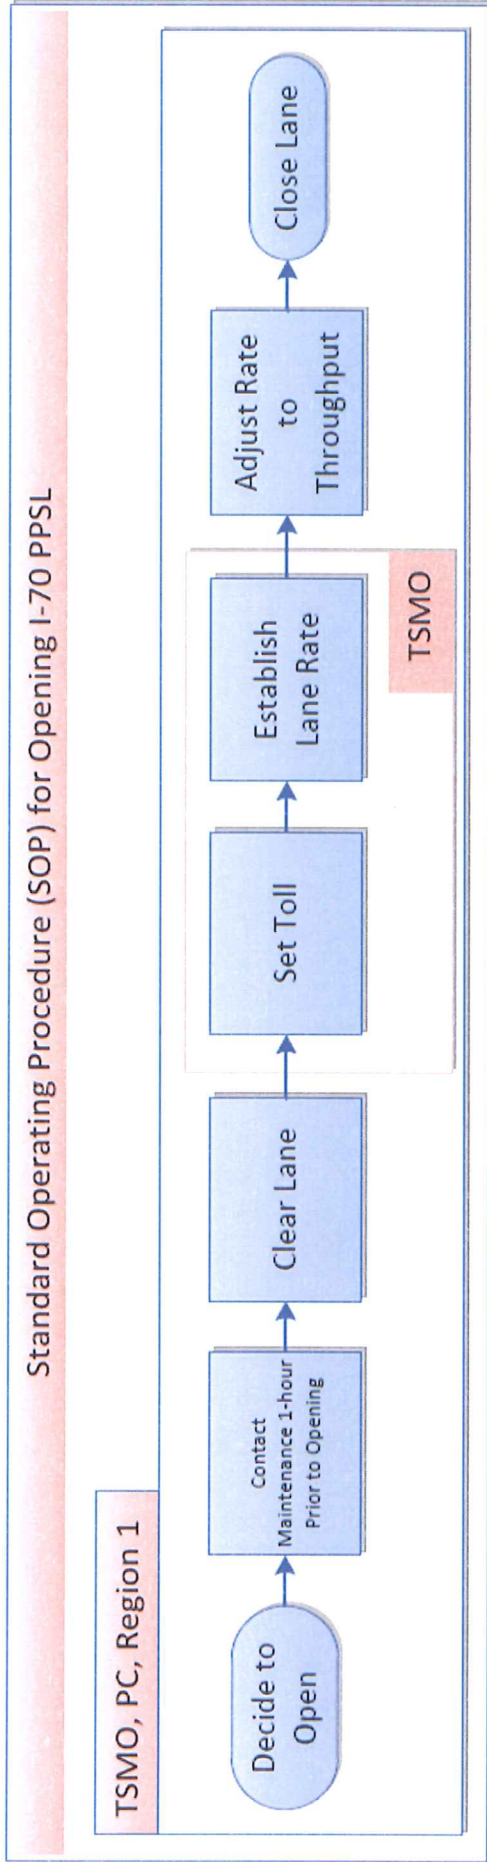 Standard Operating Procedure (SOP) for Opening I-70 PPSL
TSMO, PC, Region 1
Decide to
Open
Contact
Maintenance 1-hour
Prior to Opening
Clear Lane
Set Toll
Establish
Lane Rate
TSMO
Adjust Rate
to
Throughput
Close Lane